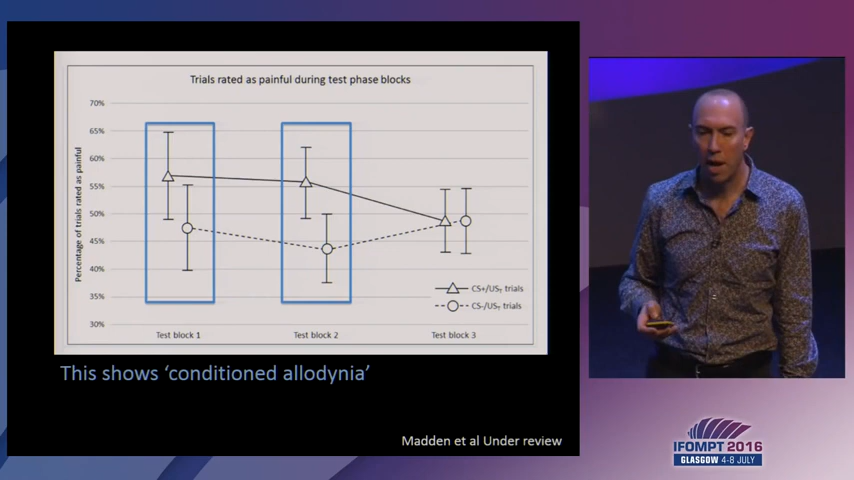 Trials rated as painful during test phase blocks
Percentage of trials rated as painful
70%
65%
60%
55%
50%
45%
40%
35%
30%
CS+/UST trials
CS-/UST trials
Test block 1
Test block 2
Test block 3
This shows 'conditioned allodynia'
Madden et al Under review
IFOMPT 2016
GLASGOW 4-8 JULY